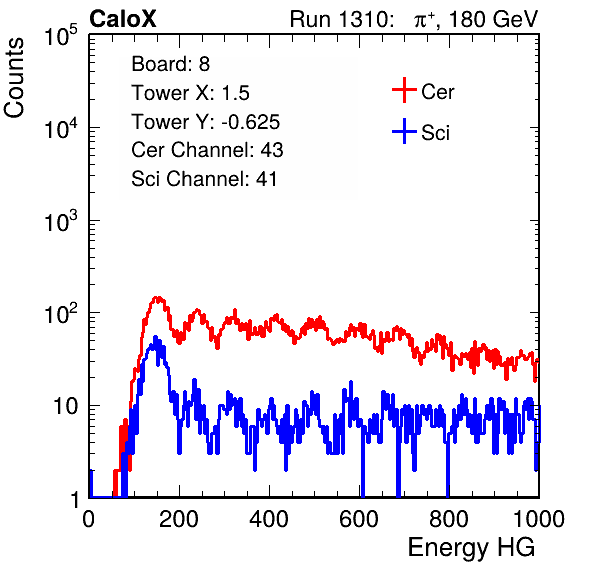 CaloX Run 1310: π⁺, 180 GeV
Counts
10⁵
10⁴
10³
10²
10
1
Board: 8
Tower X: 1.5
Tower Y: -0.625
Cer Channel: 43
Sci Channel: 41
Cer
Sci
0 200 400 600 800 1000
Energy HG